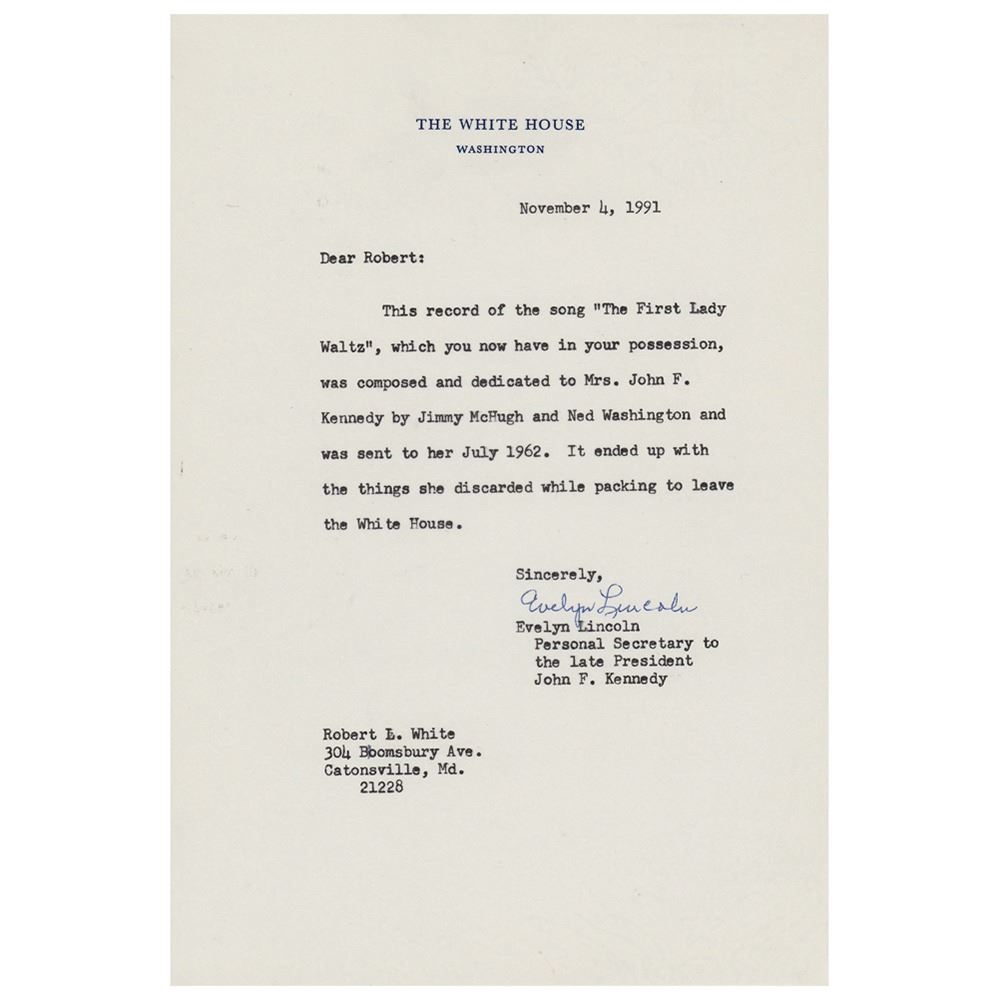 THE WHITE HOUSE
WASHINGTON
November 4, 1991
Dear Robert:
This record of the song "The First Lady
Waltz", which you now have in your possession,
was composed and dedicated to Mrs. John F.
Kennedy by Jimmy McHugh and Ned Washington and
was sent to her July 1962. It ended up with
the things she discarded while packing to leave
the White House.
Sincerely,
Evelyn Lincoln
Evelyn Lincoln
Personal Secretary to
the late President
John F. Kennedy
Robert L. White
304 Bloomsbury Ave.
Catonsville, Md.
21228